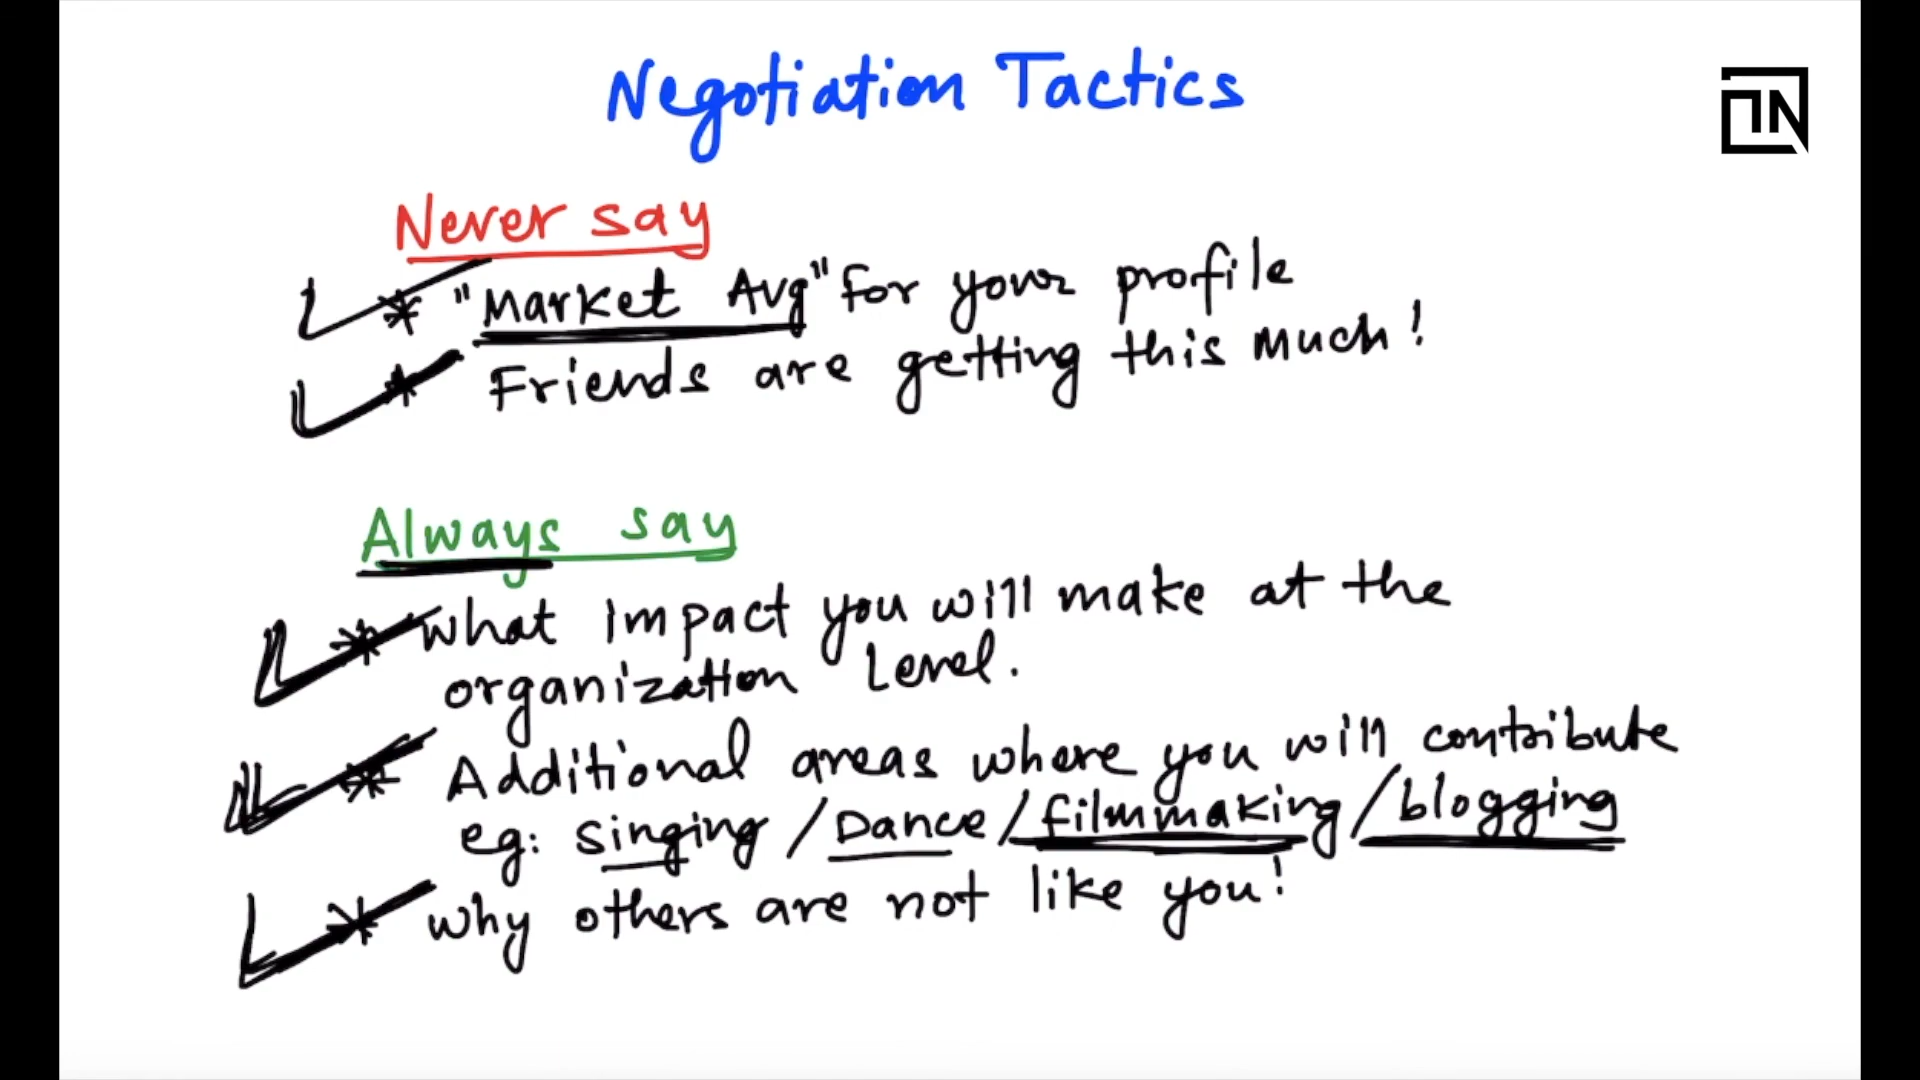 Negotiation Tactics
Never say
* "Market Avg" for your profile
* Friends are getting this much!
Always say
* What impact you will make at the
organization Level.
* Additional areas where you will contribute
eg: Singing / Dance / filmmaking / blogging
* why others are not like you!